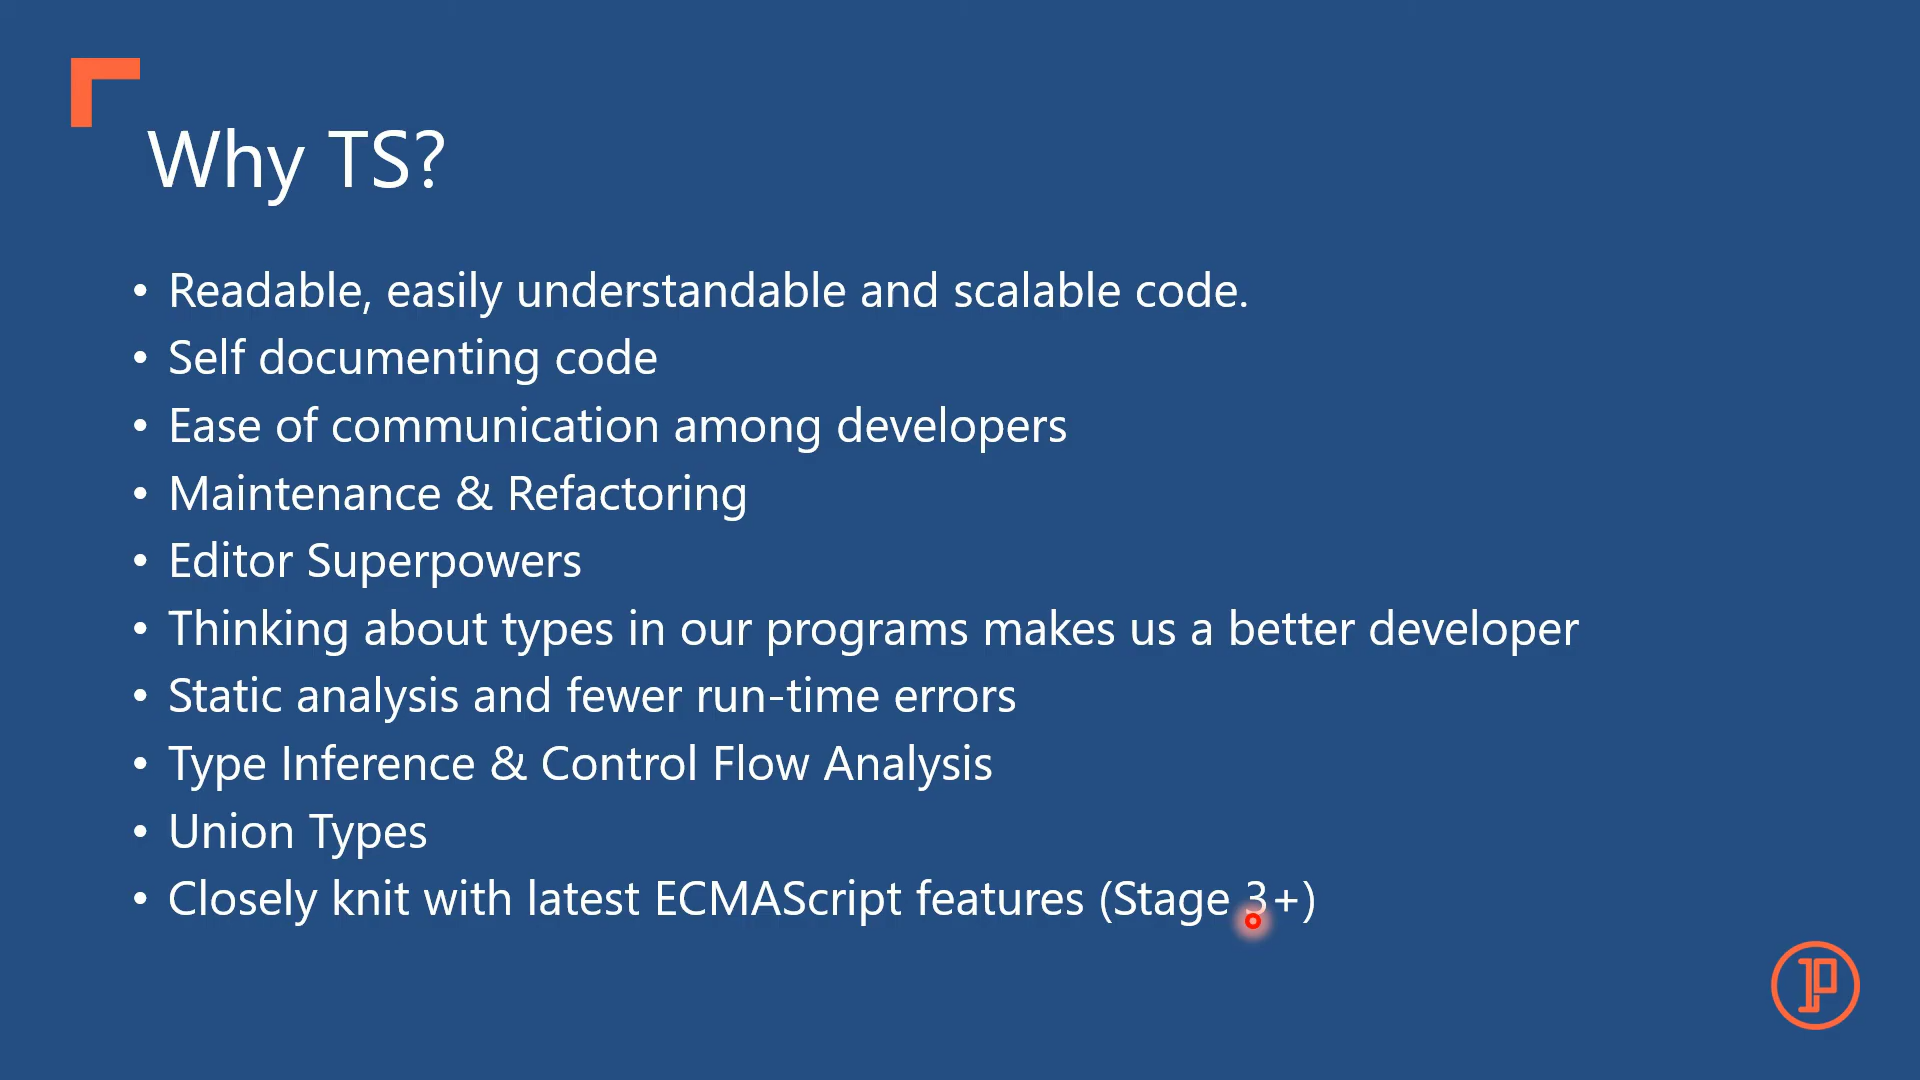 Why TS?
• Readable, easily understandable and scalable code.
• Self documenting code
• Ease of communication among developers
• Maintenance & Refactoring
• Editor Superpowers
• Thinking about types in our programs makes us a better developer
• Static analysis and fewer run-time errors
• Type Inference & Control Flow Analysis
• Union Types
• Closely knit with latest ECMAScript features (Stage 3+)